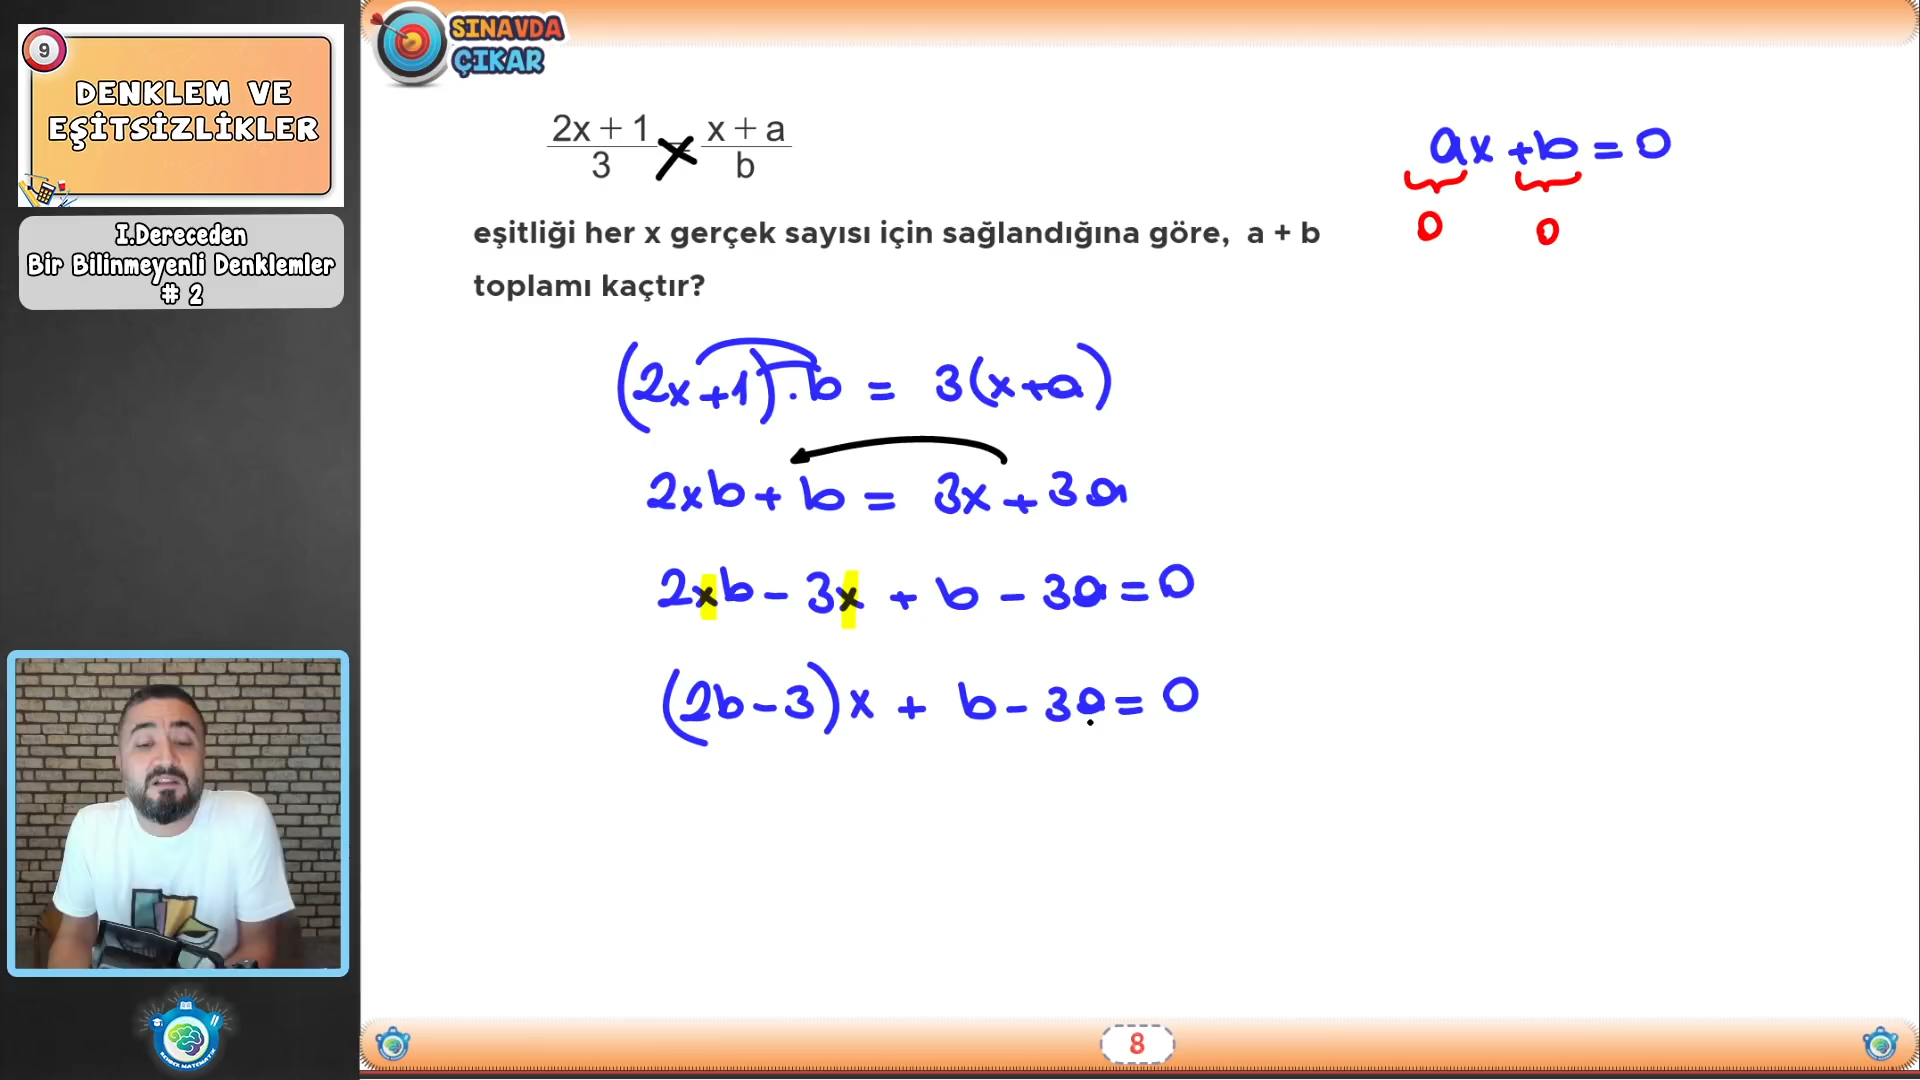 9
DENKLEM VE
EŞİTSİZLİKLER
I.Dereceden
Bir Bilinmeyenli Denklemler
# 2
SINAVDA
ÇIKAR
2x + 1 / 3 = x + a / b
eşitliği her x gerçek sayısı için sağlandığına göre, a + b
toplamı kaçtır?
ax + b = 0
0 0
(2x+1).b = 3(x+a)
2xb + b = 3x + 3a
2xb - 3x + b - 3a = 0
(2b-3)x + b - 3a = 0
8